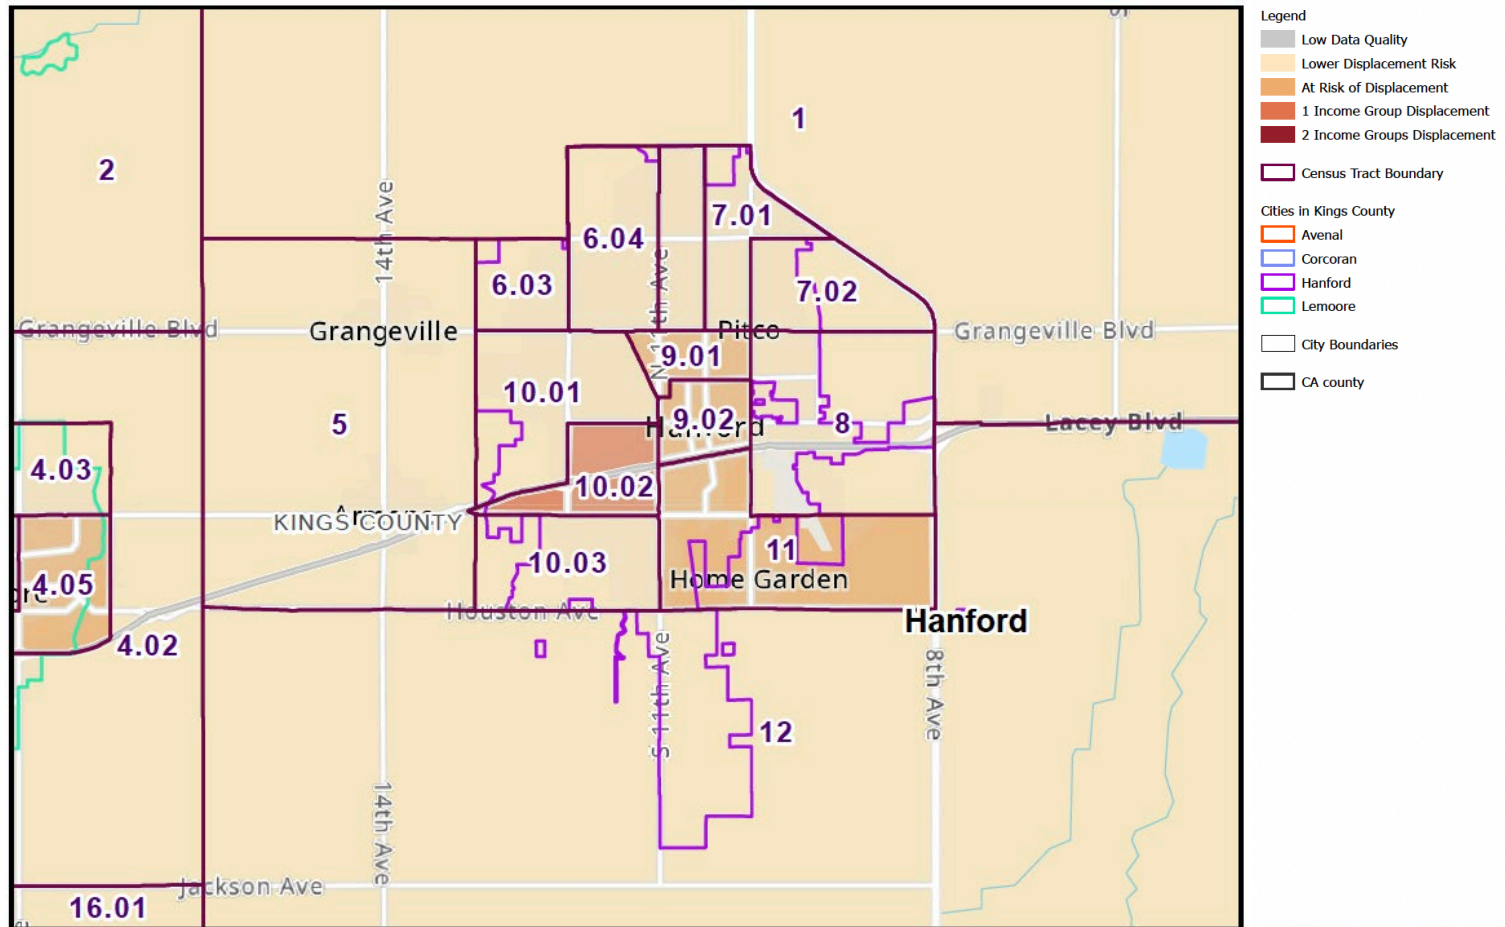 Legend
Low Data Quality
Lower Displacement Risk
At Risk of Displacement
1 Income Group Displacement
2 Income Groups Displacement
Census Tract Boundary
Cities in Kings County
Avenal
Corcoran
Hanford
Lemoore
City Boundaries
CA county
1
2
7.01
14th Ave
6.04
6.03
7.02
N 11th Ave
Grangeville Blvd
Grangeville
Pitco
Grangeville Blvd
9.01
10.01
5
9.02
Hanford
8
Lacey Blvd
4.03
10.02
Armona
KINGS COUNTY
10.03
11
4.05
Home Garden
Houston Ave
Hanford
4.02
S 11th Ave
8th Ave
12
14th Ave
Jackson Ave
16.01